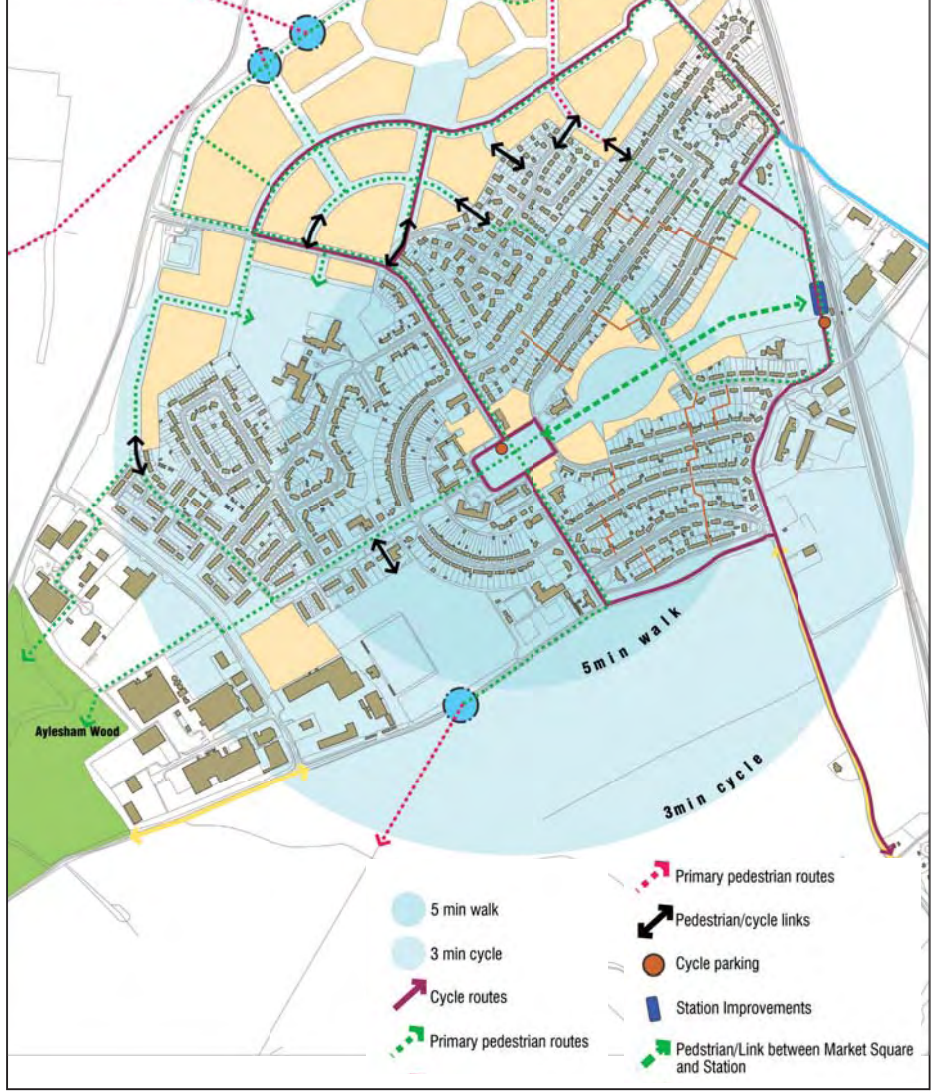 5min walk
Aylesham Wood
3min cycle
5 min walk
3 min cycle
Cycle routes
Primary pedestrian routes
Primary pedestrian routes
Pedestrian/cycle links
Cycle parking
Station Improvements
Pedstrian/Link between Market Square
and Station